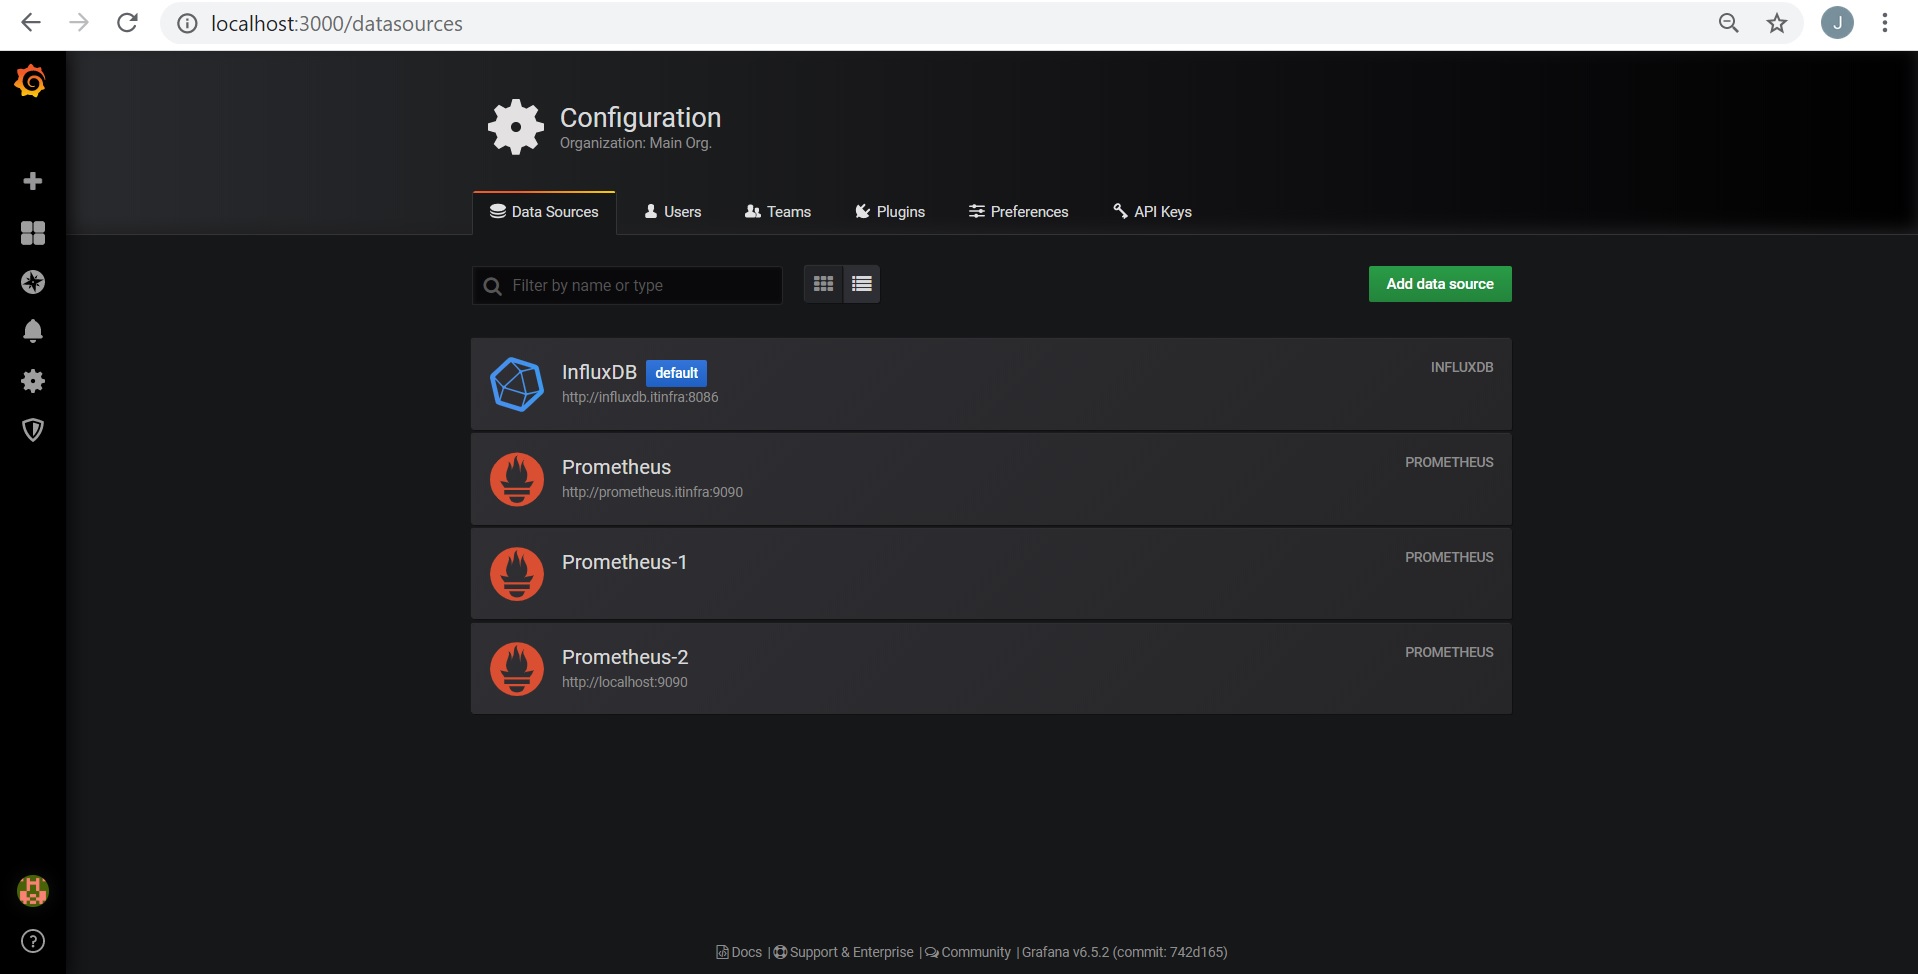 localhost:3000/datasources
J
Configuration
Organization: Main Org.
Data Sources
Users
Teams
Plugins
Preferences
API Keys
Filter by name or type
Add data source
InfluxDB default
INFLUXDB
http://influxdb.itinfra:8086
Prometheus
PROMETHEUS
http://prometheus.itinfra:9090
Prometheus-1
PROMETHEUS
Prometheus-2
PROMETHEUS
http://localhost:9090
Docs | Support & Enterprise | Community | Grafana v6.5.2 (commit: 742d165)